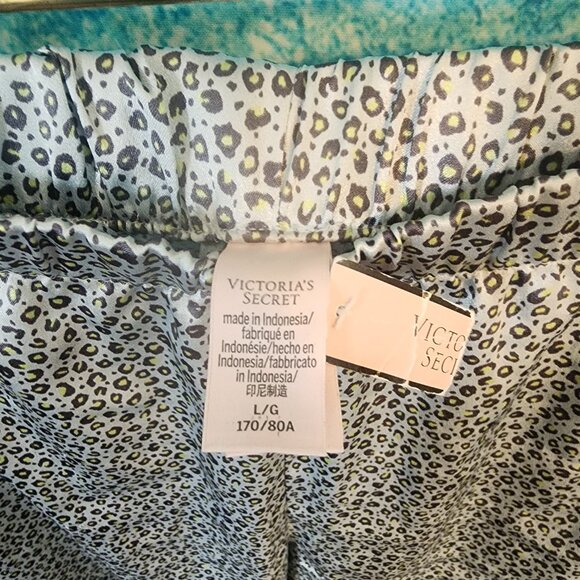 VICTORIA'S
SECRET
made in Indonesia/
fabriqué en
Indonésie/hecho en
Indonesia/fabbricato
in Indonesia/
印尼制造
L/G
170/80A
VICTO
SECR